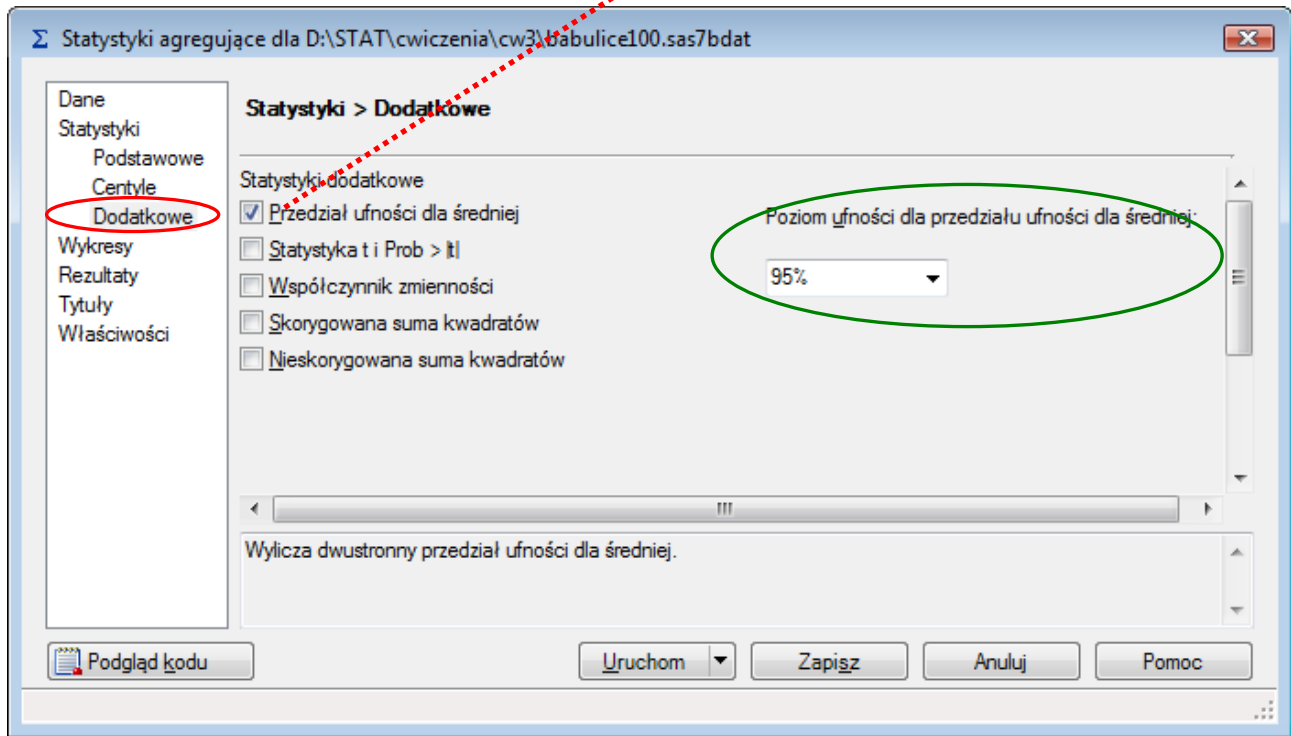 Σ Statystyki agregujące dla D:\STAT\cwiczenia\cw3\babulice100.sas7bdat
Dane
Statystyki
Podstawowe
Centyle
Dodatkowe
Wykresy
Rezultaty
Tytuły
Właściwości
Statystyki > Dodatkowe
Statystyki dodatkowe
Przedział ufności dla średniej
Statystyka t i Prob > |t|
Współczynnik zmienności
Skorygowana suma kwadratów
Nieskorygowana suma kwadratów
Poziom ufności dla przedziału ufności dla średniej:
95%
Wylicza dwustronny przedział ufności dla średniej.
Podgląd kodu
Uruchom
Zapisz
Anuluj
Pomoc